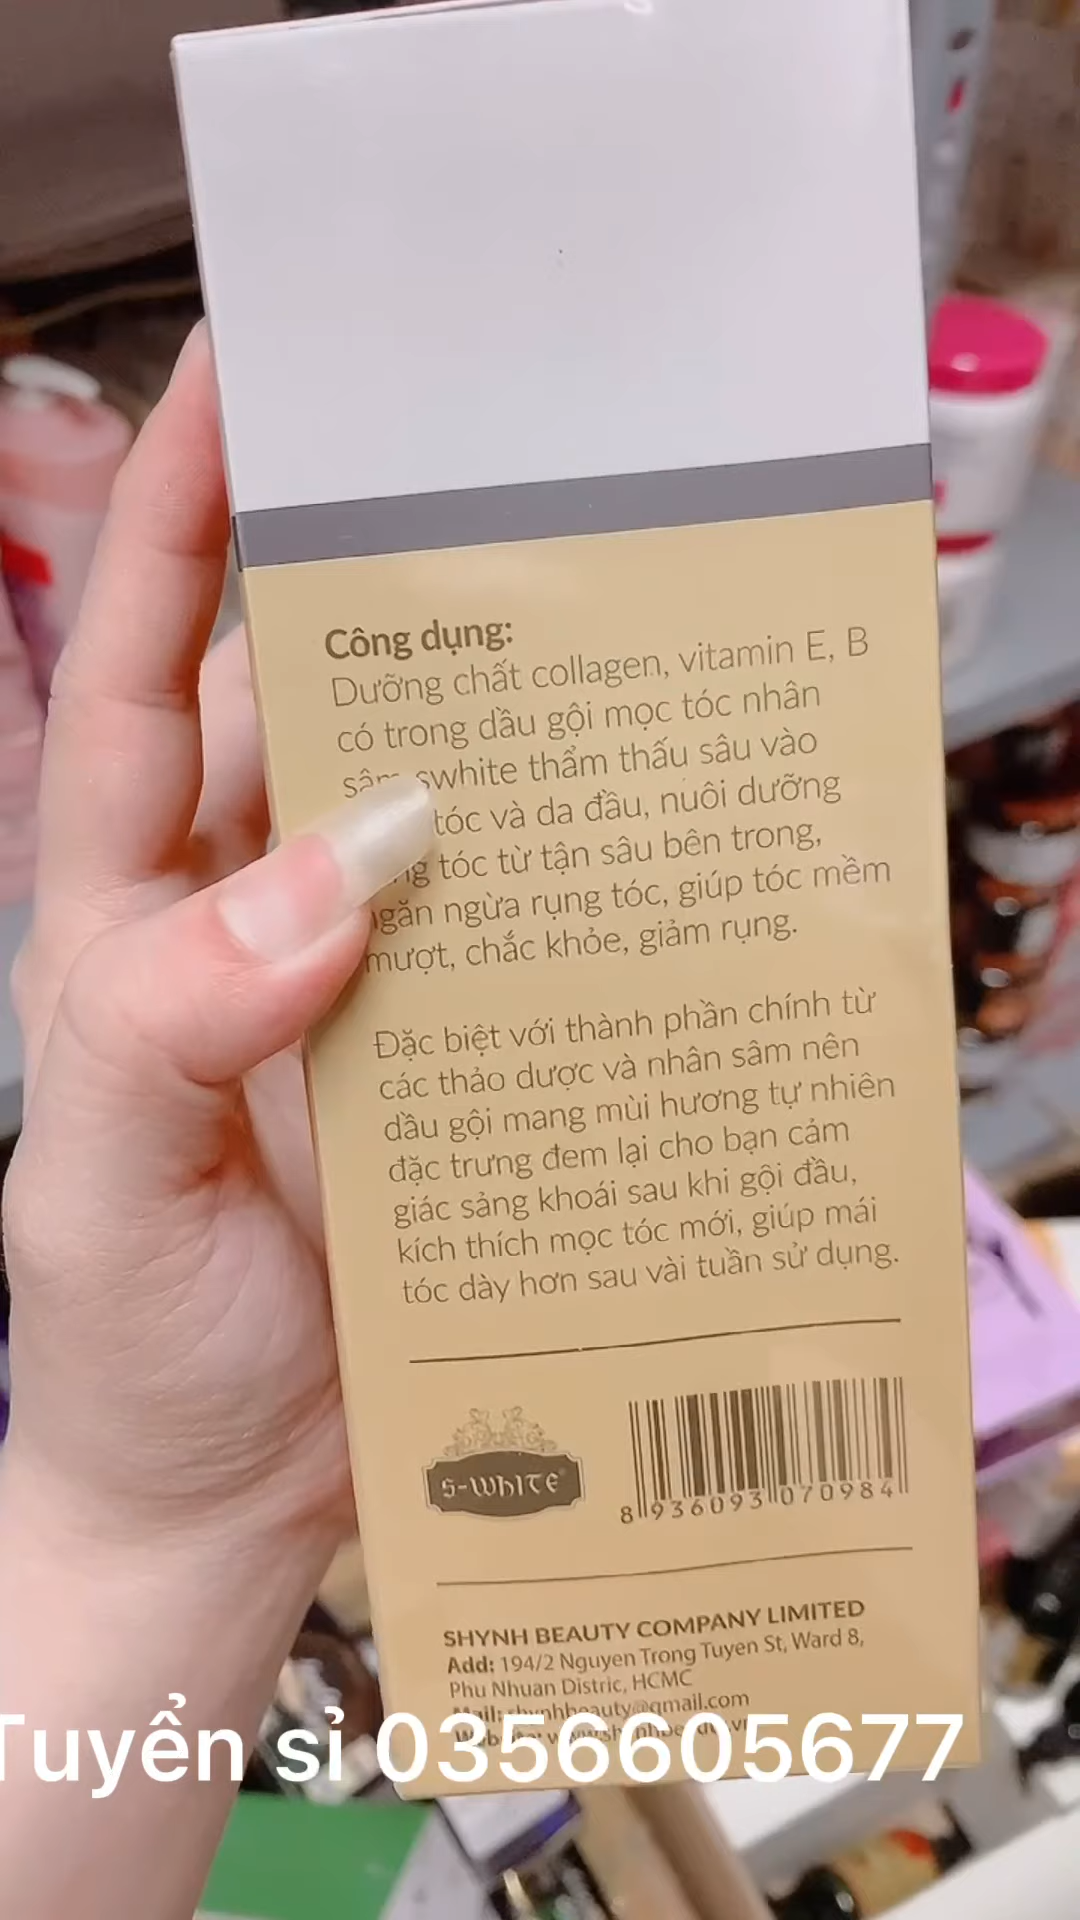 Công dụng:
Dưỡng chất collagen, vitamin E, B
có trong dầu gội mọc tóc nhân
swhite thẩm thấu sâu vào
tóc và da đầu, nuôi dưỡng
tóc từ tận sâu bên trong,
ngăn ngừa rụng tóc, giúp tóc mềm
mượt, chắc khỏe, giảm rụng.
Đặc biệt với thành phần chính từ
các thảo dược và nhân sâm nên
dầu gội mang mùi hương tự nhiên
đặc trưng đem lại cho bạn cảm
giác sảng khoái sau khi gội đầu,
kích thích mọc tóc mới, giúp mái
tóc dày hơn sau vài tuần sử dụng.
S-WHITE
8936093070984
SHYNH BEAUTY COMPANY LIMITED
Add: 194/2 Nguyen Trong Tuyen St, Ward 8,
Phu Nhuan Distric, HCMC
Mail: shynhbeauty@gmail.com
Tuyển sỉ 0356605677